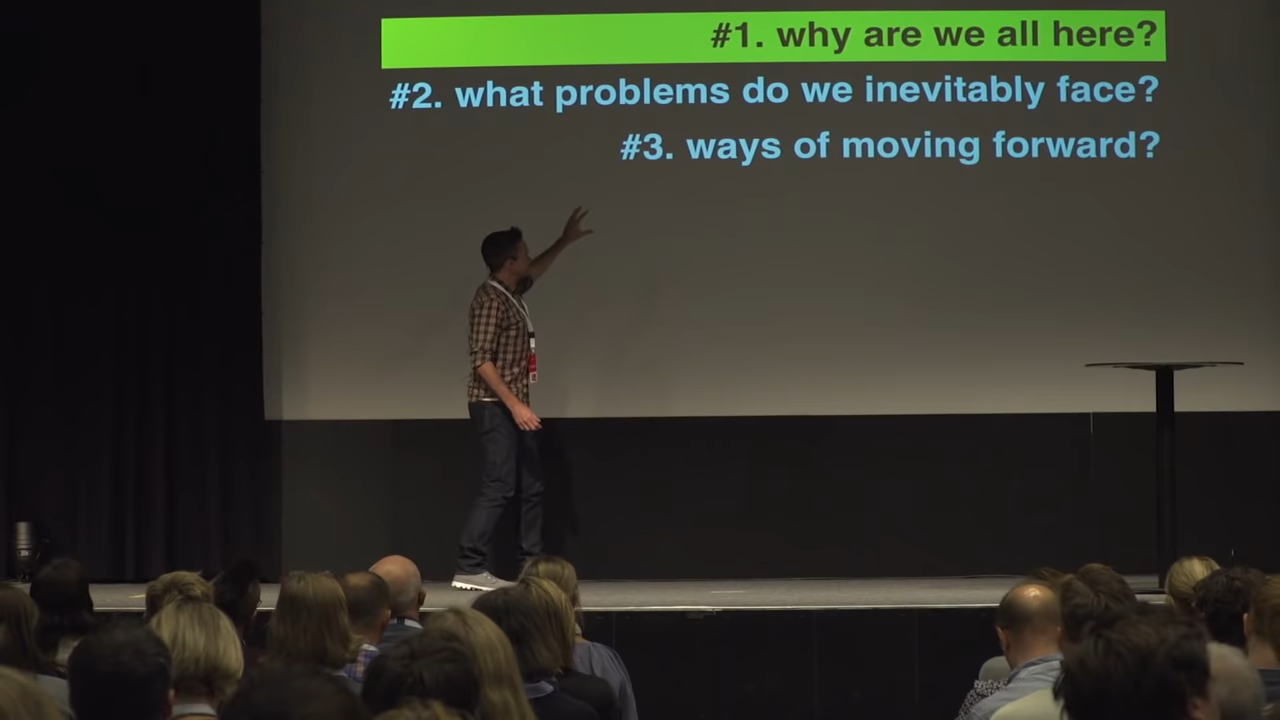 #1. why are we all here?
#2. what problems do we inevitably face?
#3. ways of moving forward?